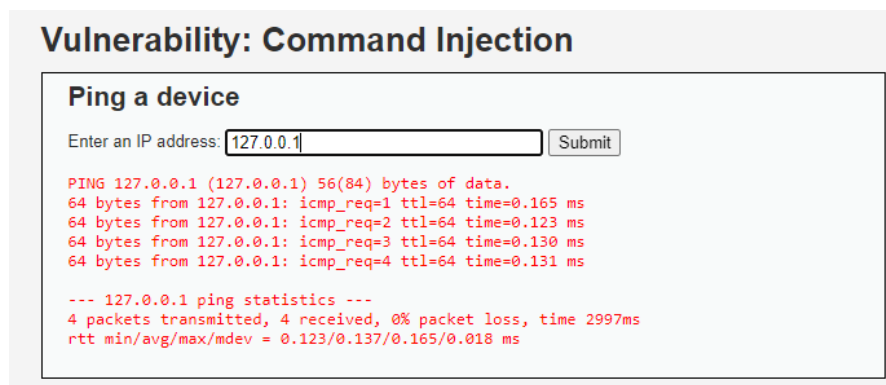 Vulnerability: Command Injection
Ping a device
Enter an IP address: 127.0.0.1 Submit
PING 127.0.0.1 (127.0.0.1) 56(84) bytes of data.
64 bytes from 127.0.0.1: icmp_req=1 ttl=64 time=0.165 ms
64 bytes from 127.0.0.1: icmp_req=2 ttl=64 time=0.123 ms
64 bytes from 127.0.0.1: icmp_req=3 ttl=64 time=0.130 ms
64 bytes from 127.0.0.1: icmp_req=4 ttl=64 time=0.131 ms
--- 127.0.0.1 ping statistics ---
4 packets transmitted, 4 received, 0% packet loss, time 2997ms
rtt min/avg/max/mdev = 0.123/0.137/0.165/0.018 ms